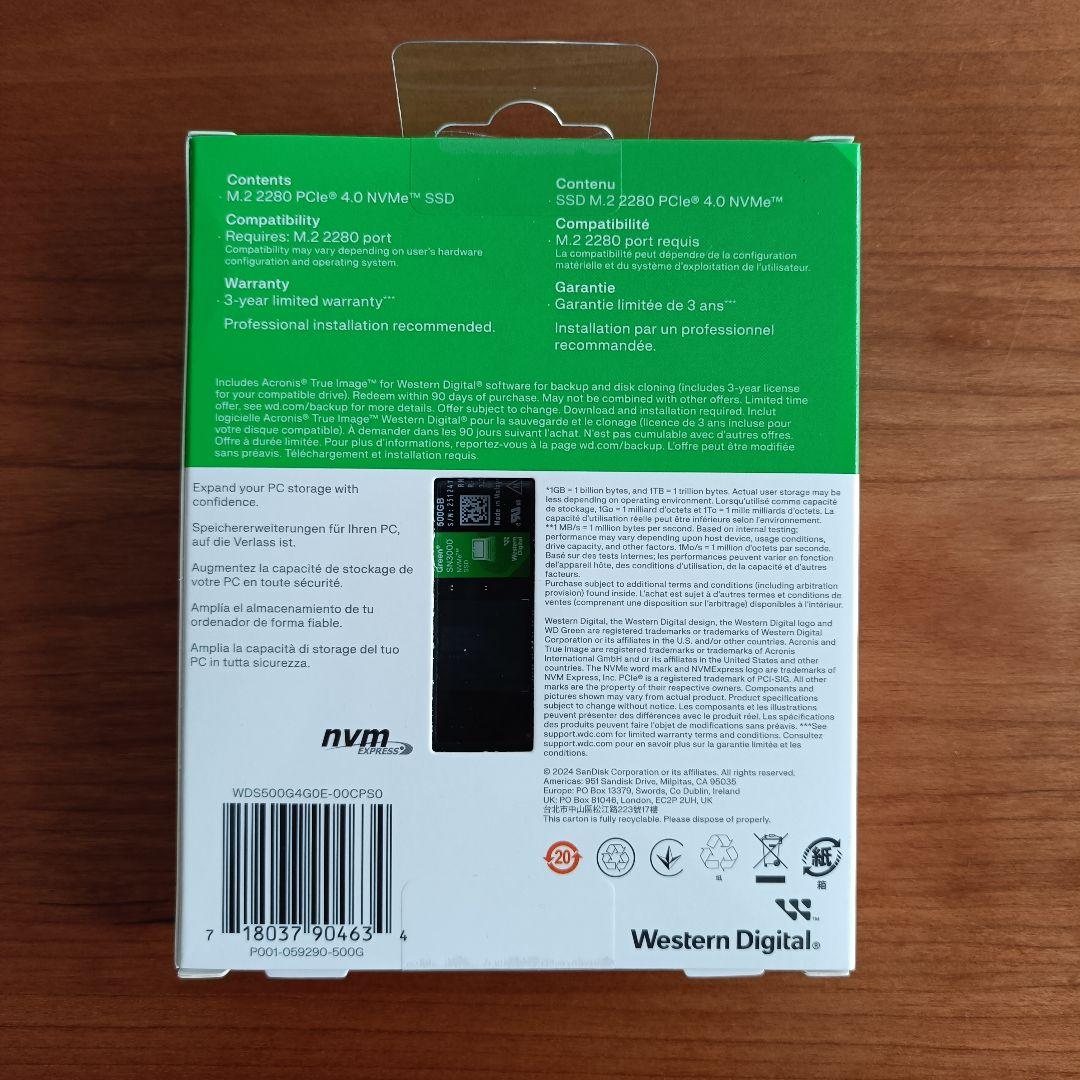 Contents
· M.2 2280 PCIe® 4.0 NVMe™ SSD
Compatibility
· Requires: M.2 2280 port
Compatibility may vary depending on user's hardware
configuration and operating system.
Warranty
· 3-year limited warranty***
Professional installation recommended.
Contenu
· SSD M.2 2280 PCIe® 4.0 NVMe™
Compatibilité
· M.2 2280 port requis
La compatibilité peut dépendre de la configuration
matérielle et du système d'exploitation de l'utilisateur.
Garantie
· Garantie limitée de 3 ans***
Installation par un professionnel
recommandée.
Includes Acronis® True Image™ for Western Digital® software for backup and disk cloning (includes 3-year license
for your compatible drive). Redeem within 90 days of purchase. May not be combined with other offers. Limited time
offer, see wd.com/backup for more details. Offer subject to change. Download and installation required. Inclut
logicielle Acronis® True Image™ Western Digital® pour la sauvegarde et le clonage (licence de 3 ans incluse pour
votre disque compatible). À demander dans les 90 jours suivant l'achat. N'est pas cumulable avec d'autres offres.
Offre à durée limitée. Pour plus d'informations, reportez-vous à la page wd.com/backup. L'offre peut être modifiée
sans préavis. Téléchargement et installation requis.
Expand your PC storage with
confidence.
Speichererweiterungen für Ihren PC,
auf die Verlass ist.
Augmentez la capacité de stockage de
votre PC en toute sécurité.
Amplía el almacenamiento de tu
ordenador de forma fiable.
Amplia la capacità di storage del tuo
PC in tutta sicurezza.
500GB
Green®
SN3000
NVMe™
SSD
Western
Digital
*1GB = 1 billion bytes, and 1TB = 1 trillion bytes. Actual user storage may be
less depending on operating environment. Lorsqu'utilisé comme capacité
de stockage, 1Go = 1 milliard d'octets et 1To = 1 mille milliards d'octets. La
capacité d'utilisation réelle peut être inférieure selon l'environnement.
**1 MB/s = 1 million bytes per second. Based on internal testing;
performance may vary depending upon host device, usage conditions,
drive capacity, and other factors. 1Mo/s = 1 million d'octets par seconde.
Basé sur des tests internes; les performances peuvent varier en fonction
del'appareil hôte, des conditions d'utilisation, de la capacité et d'autres
facteurs.
Purchase subject to additional terms and conditions (including arbitration
provision) found inside. L'achat est sujet à d'autres termes et conditions de
ventes (comprenant une disposition sur l'arbitrage) disponibles à l'intérieur.
Western Digital, the Western Digital design, the Western Digital logo and
WD Green are registered trademarks or trademarks of Western Digital
Corporation or its affiliates in the U.S. and/or other countries. Acronis and
True Image are registered trademarks or trademarks of Acronis
International GmbH and or its affiliates in the United States and other
countries. The NVMe word mark and NVMExpress logo are trademarks of
NVM Express, Inc. PCIe® is a registered trademark of PCI-SIG. All other
marks are the property of their respective owners. Components and
pictures shown may vary from actual product. Product specifications
subject to change without notice. Les composants et les illustrations
peuvent présenter des différences avec le produit réel. Les spécifications
des produits peuvent faire l'objet de modifications sans préavis. ***See
support.wdc.com for limited warranty terms and conditions. Consultez
support.wdc.com pour en savoir plus sur la garantie limitée et les
conditions.
© 2024 SanDisk Corporation or its affiliates. All rights reserved.
Americas: 951 Sandisk Drive, Milpitas, CA 95035
Europe: PO Box 13379, Swords, Co Dublin, Ireland
UK: PO Box 81046, London, EC2P 2UH, UK
台北市中山區松江路223號17樓
This carton is fully recyclable. Please dispose of properly.
nvm
EXPRESS®
WDS500G4G0E-00CPS0
7 18037 90463 4
P001-059290-500G
20
紙
紙
箱
Western Digital®